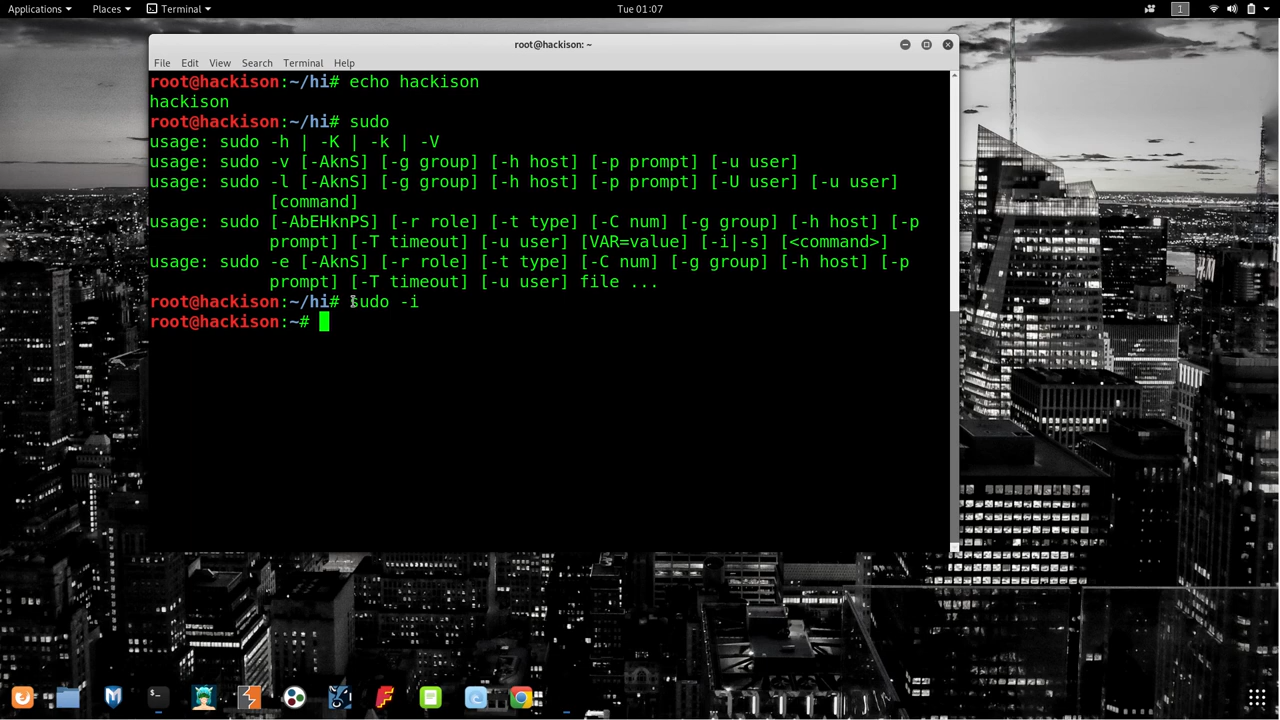 Applications Places Terminal Tue 01:07 1
root@hackison: ~
File Edit View Search Terminal Help
root@hackison:~/hi# echo hackison
hackison
root@hackison:~/hi# sudo
usage: sudo -h | -K | -k | -V
usage: sudo -v [-AknS] [-g group] [-h host] [-p prompt] [-u user]
usage: sudo -l [-AknS] [-g group] [-h host] [-p prompt] [-U user] [-u user]
[command]
usage: sudo [-AbEHknPS] [-r role] [-t type] [-C num] [-g group] [-h host] [-p
prompt] [-T timeout] [-u user] [VAR=value] [-i|-s] [<command>]
usage: sudo -e [-AknS] [-r role] [-t type] [-C num] [-g group] [-h host] [-p
prompt] [-T timeout] [-u user] file ...
root@hackison:~/hi# sudo -i
root@hackison:~#